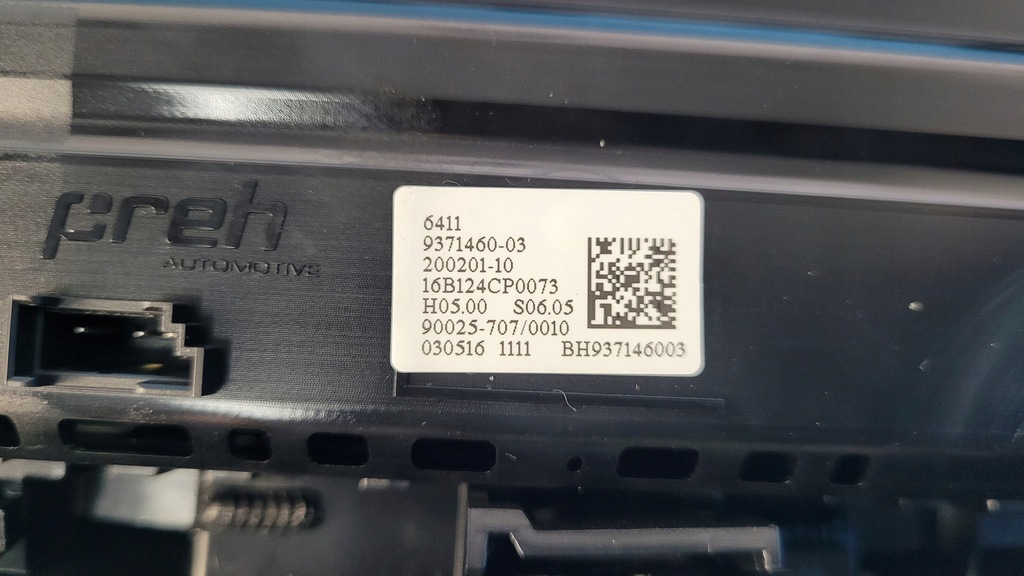 preh
AUTOMOTIVE
6411
9371460-03
200201-10
16B124CP0073
H05.00 S06.05
90025-707/0010
030516 1111 BH937146003